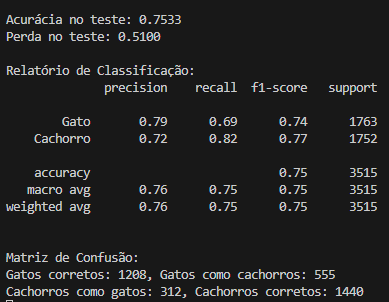 Acurácia no teste: 0.7533
Perda no teste: 0.5100
Relatório de Classificação:
precision recall f1-score support
Gato 0.79 0.69 0.74 1763
Cachorro 0.72 0.82 0.77 1752
accuracy 0.75 3515
macro avg 0.76 0.75 0.75 3515
weighted avg 0.76 0.75 0.75 3515
Matriz de Confusão:
Gatos corretos: 1208, Gatos como cachorros: 555
Cachorros como gatos: 312, Cachorros corretos: 1440